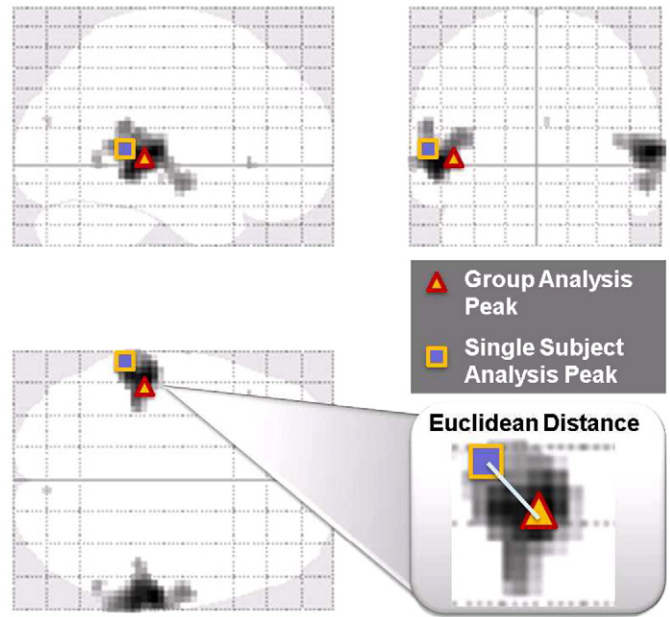 Group Analysis
Peak
Single Subject
Analysis Peak
Euclidean Distance